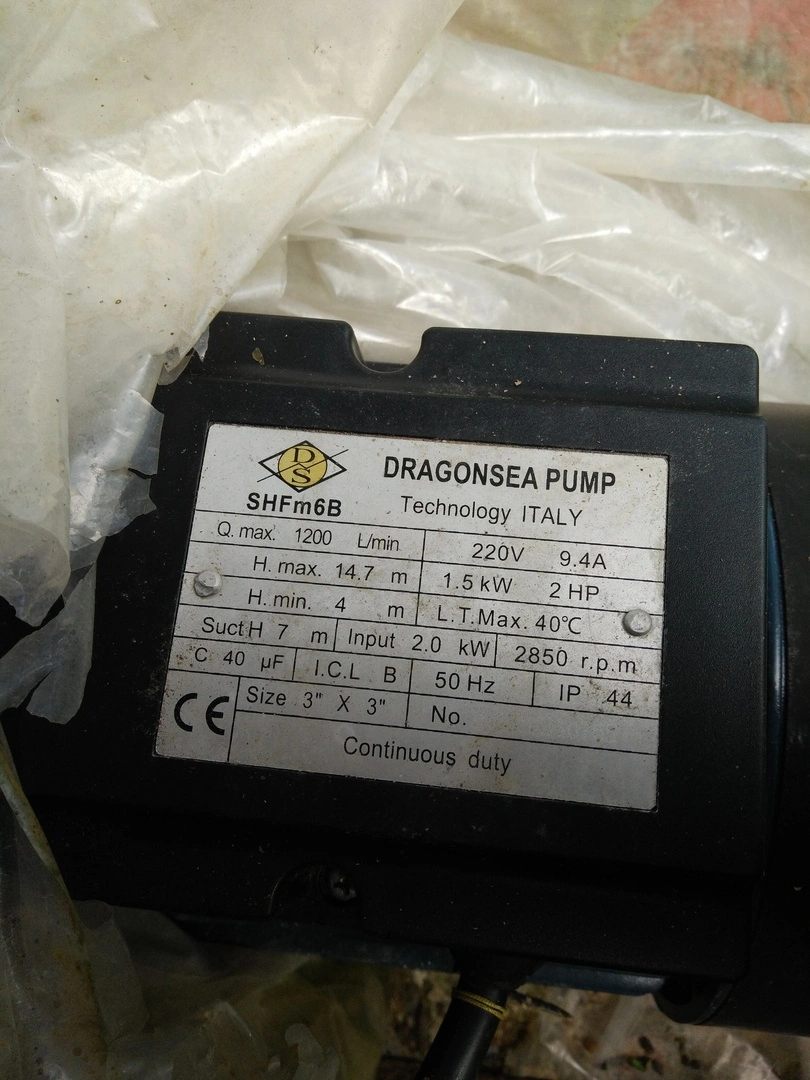 DS
DRAGONSEA PUMP
SHFm6B Technology ITALY
Q.max. 1200 L/min 220V 9.4A
H.max. 14.7 m 1.5 kW 2 HP
H.min. 4 m L.T.Max. 40℃
Suct H 7 m Input 2.0 kW 2850 r.p.m
C 40 µF I.C.L B 50 Hz IP 44
CE Size 3" X 3" No.
Continuous duty